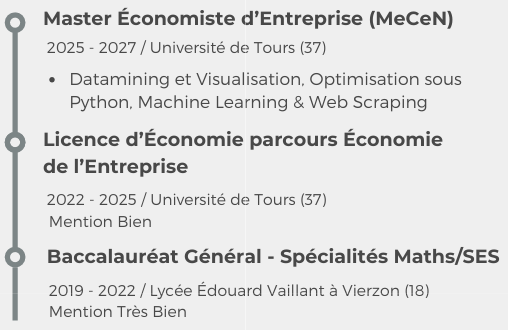 Master Économiste d'Entreprise (MeCeN)
2025 - 2027 / Université de Tours (37)
• Datamining et Visualisation, Optimisation sous
Python, Machine Learning & Web Scraping
Licence d'Économie parcours Économie
de l'Entreprise
2022 - 2025 / Université de Tours (37)
Mention Bien
Baccalauréat Général - Spécialités Maths/SES
2019 - 2022 / Lycée Édouard Vaillant à Vierzon (18)
Mention Très Bien